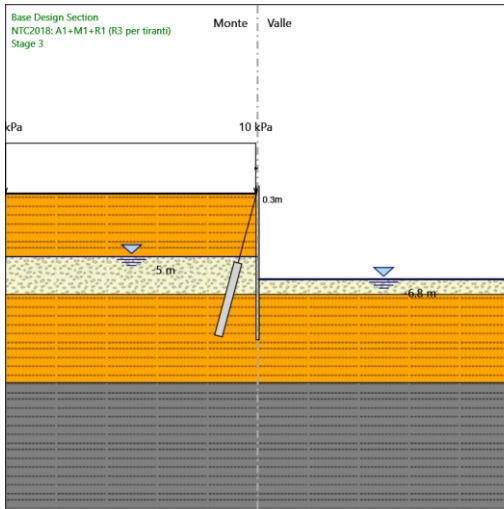 Base Design Section
NTC2018: A1+M1+R1 (R3 per tiranti)
Stage 3
Monte Valle
kPa 10 kPa
0.3m
-5 m
-6.8 m